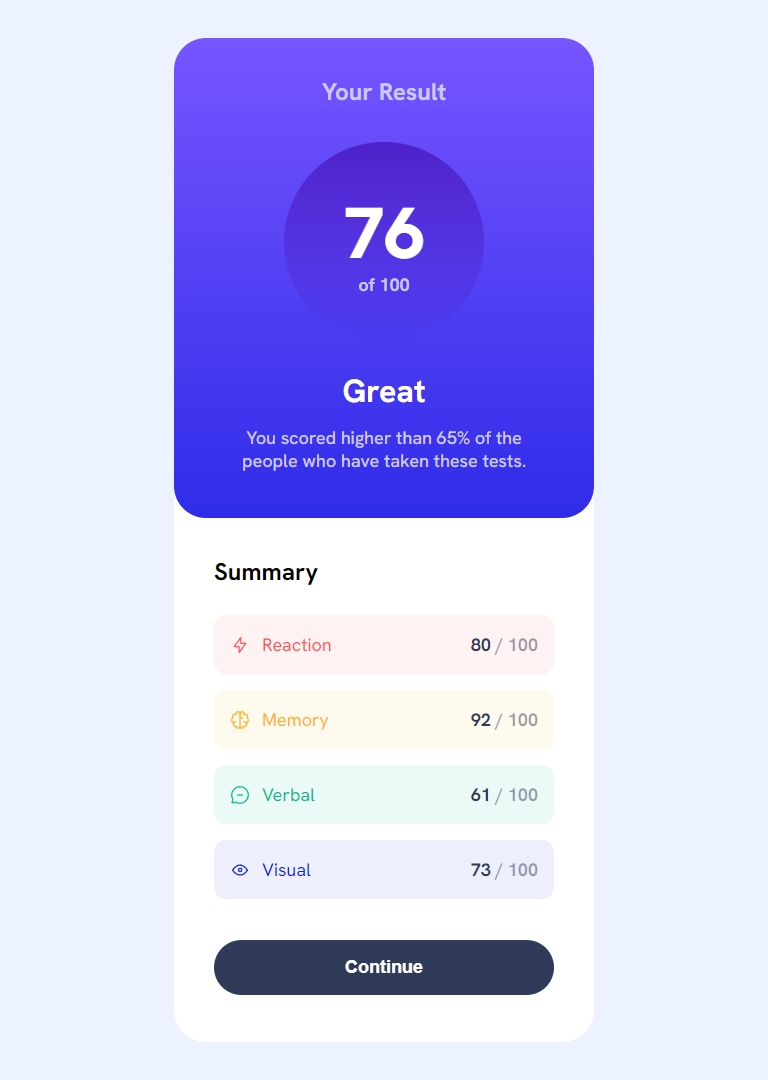 Your Result
76
of 100
Great
You scored higher than 65% of the
people who have taken these tests.
Summary
Reaction 80 / 100
Memory 92 / 100
Verbal 61 / 100
Visual 73 / 100
Continue